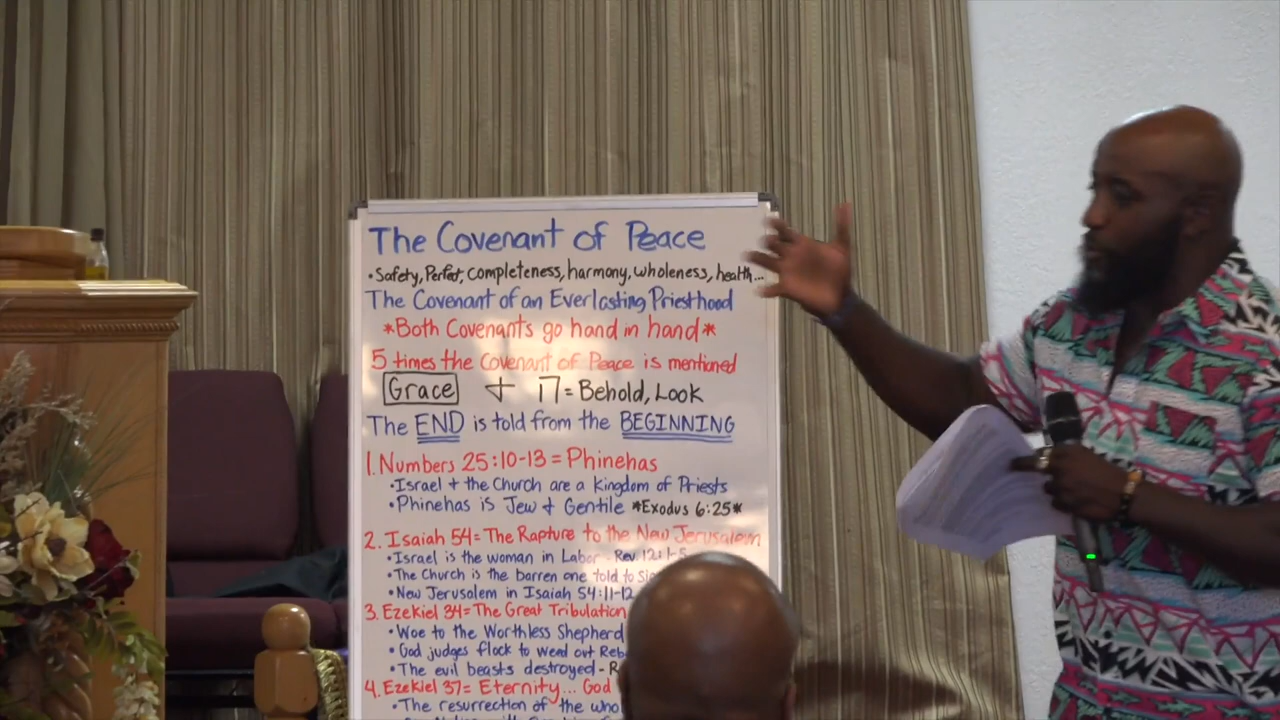 The Covenant of Peace
• Safety, Perfect, completeness, harmony, wholeness, health...
The Covenant of an Everlasting Priesthood
*Both Covenants go hand in hand*
5 times the Covenant of Peace is mentioned
Grace + ה = Behold, Look
The END is told from the BEGINNING
1. Numbers 25:10-13 = Phinehas
• Israel + the Church are a Kingdom of Priests
• Phinehas is Jew & Gentile *Exodus 6:25*
2. Isaiah 54 = The Rapture to the New Jerusalem
• Israel is the woman in Labor - Rev. 12:1-5
• The Church is the barren one told to
• New Jerusalem in Isaiah 54:11-12
3. Ezekiel 34 = The Great Tribulation
• Woe to the Worthless Shepherd
• God judges flock to weed out
• The evil beasts destroyed -
4. Ezekiel 37 = Eternity... God
• The resurrection of the